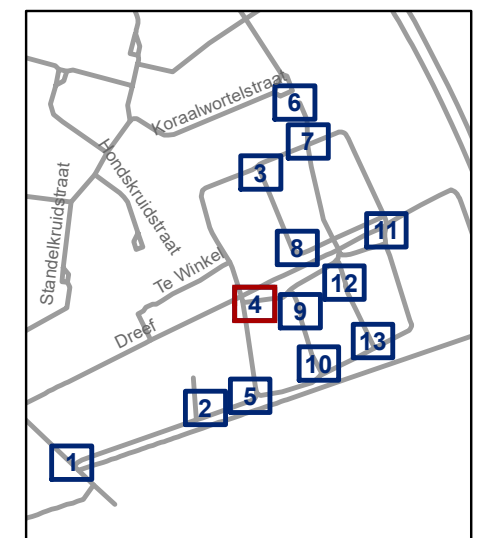 6
Koraalwortelstraat
7
Hondskruidstraat
3
Standelkruidstraat
11
8
Te Winkel
12
4
9
Dreef
13
10
5
2
1